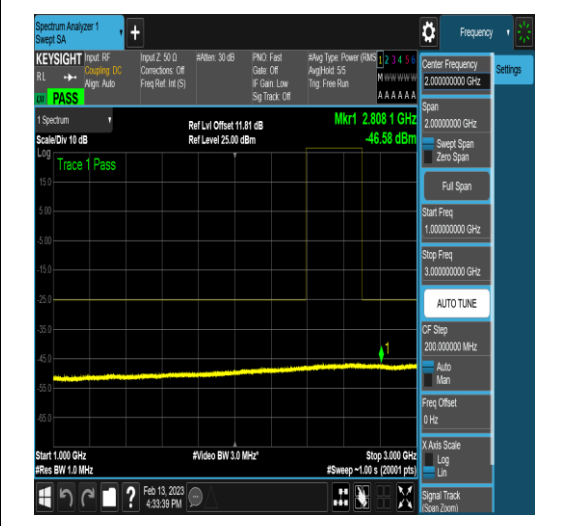 Spectrum Analyzer 1
Swept SA
+
Frequency
KEYSIGHT
RL
PASS
Input: RF
Coupling: DC
Align: Auto
Input Z: 50 Ω
Corrections: Off
Freq Ref: Int (S)
#Atten: 30 dB
PNO: Fast
Gate: Off
IF Gain: Low
Sig Track: Off
#Avg Type: Power (RMS
Avg|Hold: 5/5
Trig: Free Run
1 2 3 4 5 6
M w w w w w
A A A A A A
1 Spectrum
Scale/Div 10 dB
Ref Lvl Offset 11.81 dB
Ref Level 25.00 dBm
Mkr1 2.808 1 GHz
-46.58 dBm
Log
Trace 1 Pass
15.0
5.00
-5.00
-15.0
-25.0
-35.0
-45.0
-55.0
-65.0
1
Start 1.000 GHz
#Res BW 1.0 MHz
#Video BW 3.0 MHz*
Stop 3.000 GHz
#Sweep ~1.00 s (20001 pts)
?
Feb 13, 2023
4:33:39 PM
Center Frequency
2.000000000 GHz
Span
2.00000000 GHz
Swept Span
Zero Span
Full Span
Start Freq
1.000000000 GHz
Stop Freq
3.000000000 GHz
AUTO TUNE
CF Step
200.000000 MHz
Auto
Man
Freq Offset
0 Hz
X Axis Scale
Log
Lin
Signal Track
(Span Zoom)
Settings